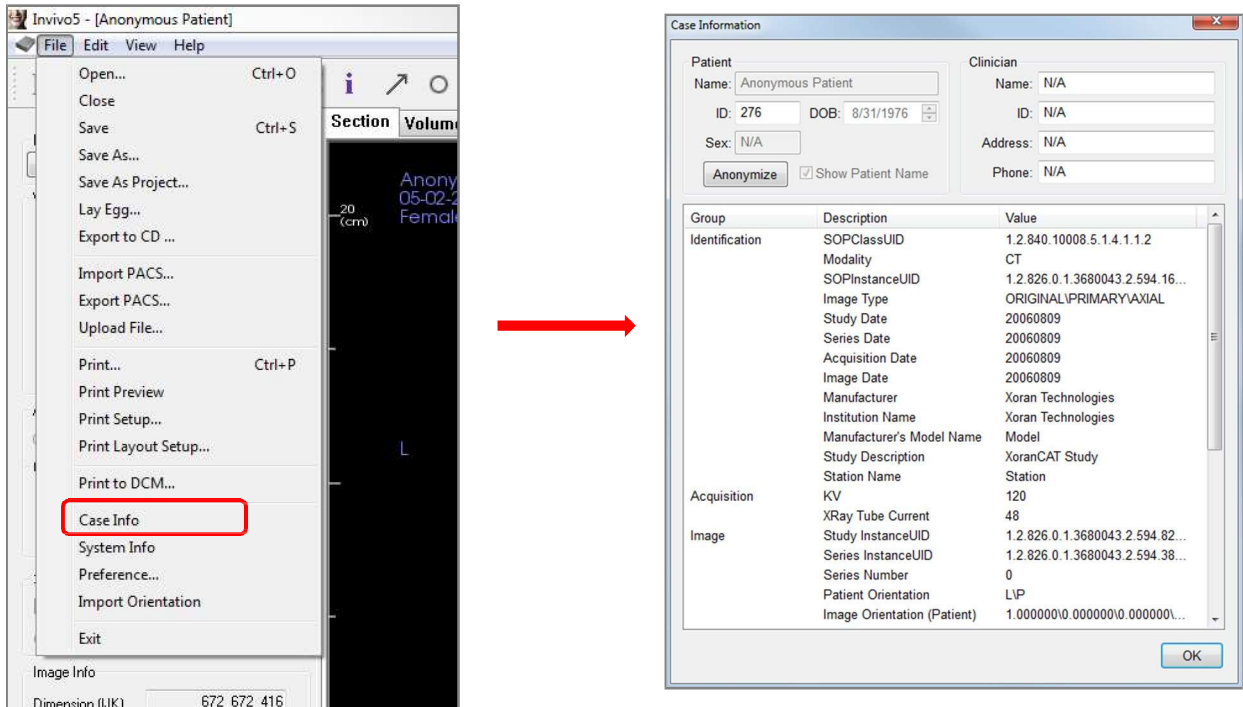 Invivo5 - [Anonymous Patient]
File Edit View Help
Open... Ctrl+O
Close
Save Ctrl+S
Save As...
Save As Project...
Lay Egg...
Export to CD ...
Import PACS...
Export PACS...
Upload File...
Print... Ctrl+P
Print Preview
Print Setup...
Print Layout Setup...
Print to DCM...
Case Info
System Info
Preference...
Import Orientation
Exit
i
Section Volum
Anony
05-02-2
Femal
20
(cm)
L
Image Info
Dimension (IJK) 672 672 416
Case Information
Patient
Name: Anonymous Patient
ID: 276 DOB: 8/31/1976
Sex: N/A
Anonymize Show Patient Name
Clinician
Name: N/A
ID: N/A
Address: N/A
Phone: N/A
Group Description Value
Identification SOPClassUID 1.2.840.10008.5.1.4.1.1.2
Modality CT
SOPInstanceUID 1.2.826.0.1.3680043.2.594.16...
Image Type ORIGINAL\PRIMARY\AXIAL
Study Date 20060809
Series Date 20060809
Acquisition Date 20060809
Image Date 20060809
Manufacturer Xoran Technologies
Institution Name Xoran Technologies
Manufacturer's Model Name Model
Study Description XoranCAT Study
Station Name Station
Acquisition KV 120
XRay Tube Current 48
Image Study InstanceUID 1.2.826.0.1.3680043.2.594.82...
Series InstanceUID 1.2.826.0.1.3680043.2.594.38...
Series Number 0
Patient Orientation L\P
Image Orientation (Patient) 1.000000\0.000000\0.000000\...
OK